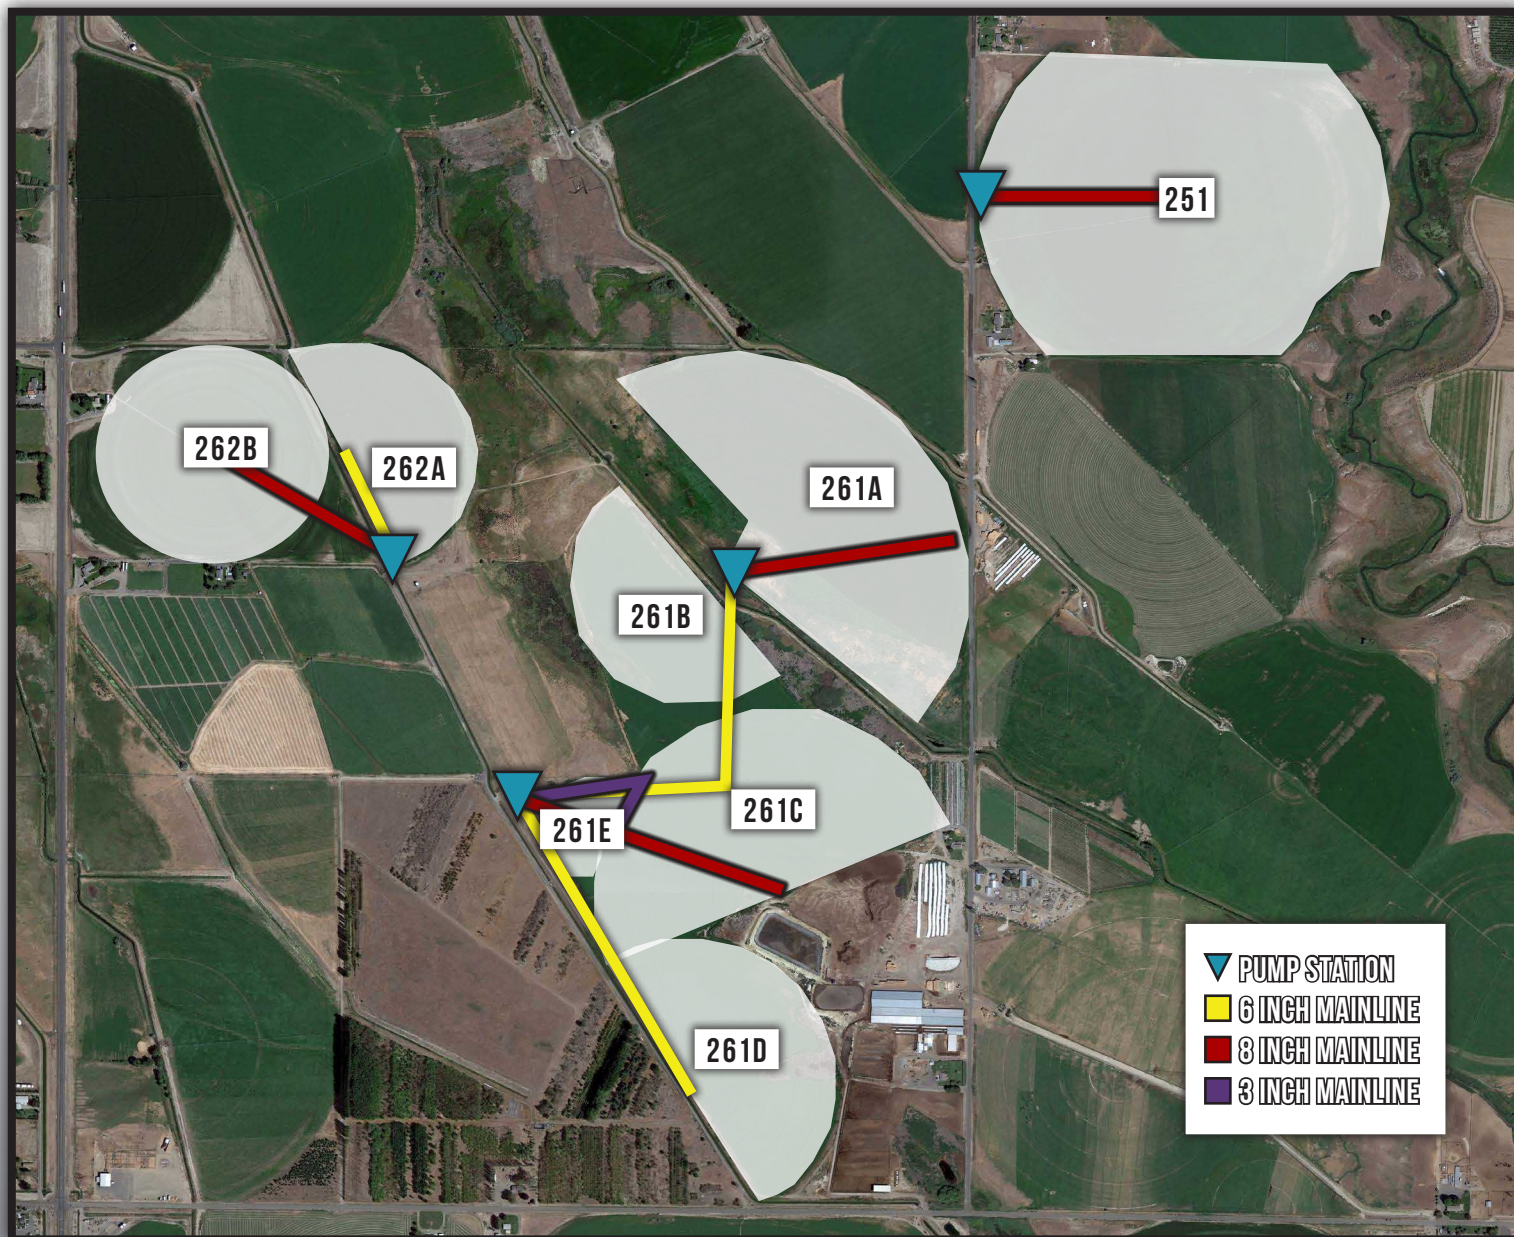 251
262B
262A
261A
261B
261C
261E
261D
PUMP STATION
6 INCH MAINLINE
8 INCH MAINLINE
3 INCH MAINLINE